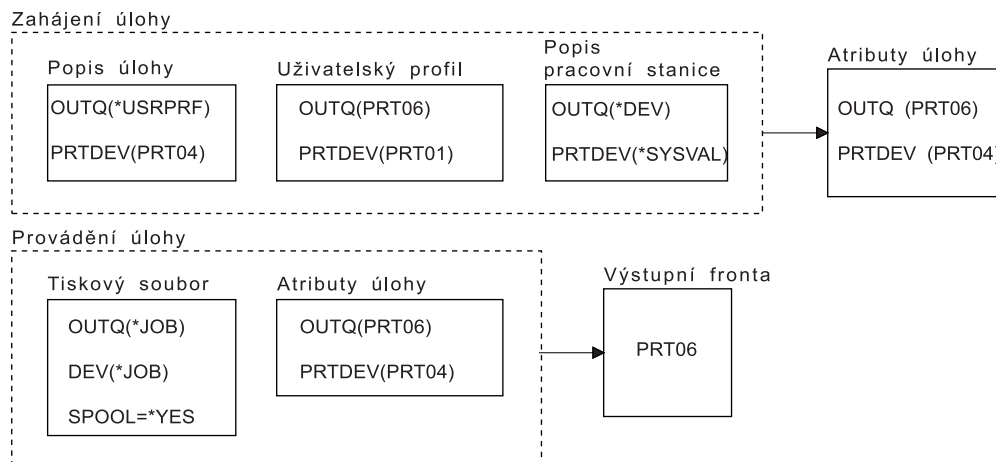 Zahájení úlohy
Popis úlohy
OUTQ(*USRPRF)
PRTDEV(PRT04)
Uživatelský profil
OUTQ(PRT06)
PRTDEV(PRT01)
Popis
pracovní stanice
OUTQ(*DEV)
PRTDEV(*SYSVAL)
Atributy úlohy
OUTQ (PRT06)
PRTDEV (PRT04)
Provádění úlohy
Tiskový soubor
OUTQ(*JOB)
DEV(*JOB)
SPOOL=*YES
Atributy úlohy
OUTQ(PRT06)
PRTDEV(PRT04)
Výstupní fronta
PRT06